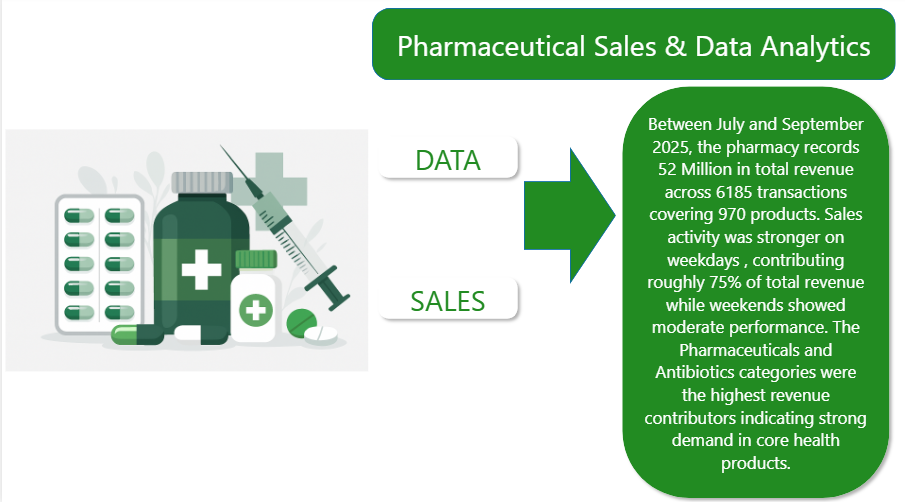 Pharmaceutical Sales & Data Analytics
DATA
SALES
Between July and September
2025, the pharmacy records
52 Million in total revenue
across 6185 transactions
covering 970 products. Sales
activity was stronger on
weekdays , contributing
roughly 75% of total revenue
while weekends showed
moderate performance. The
Pharmaceuticals and
Antibiotics categories were
the highest revenue
contributors indicating strong
demand in core health
products.